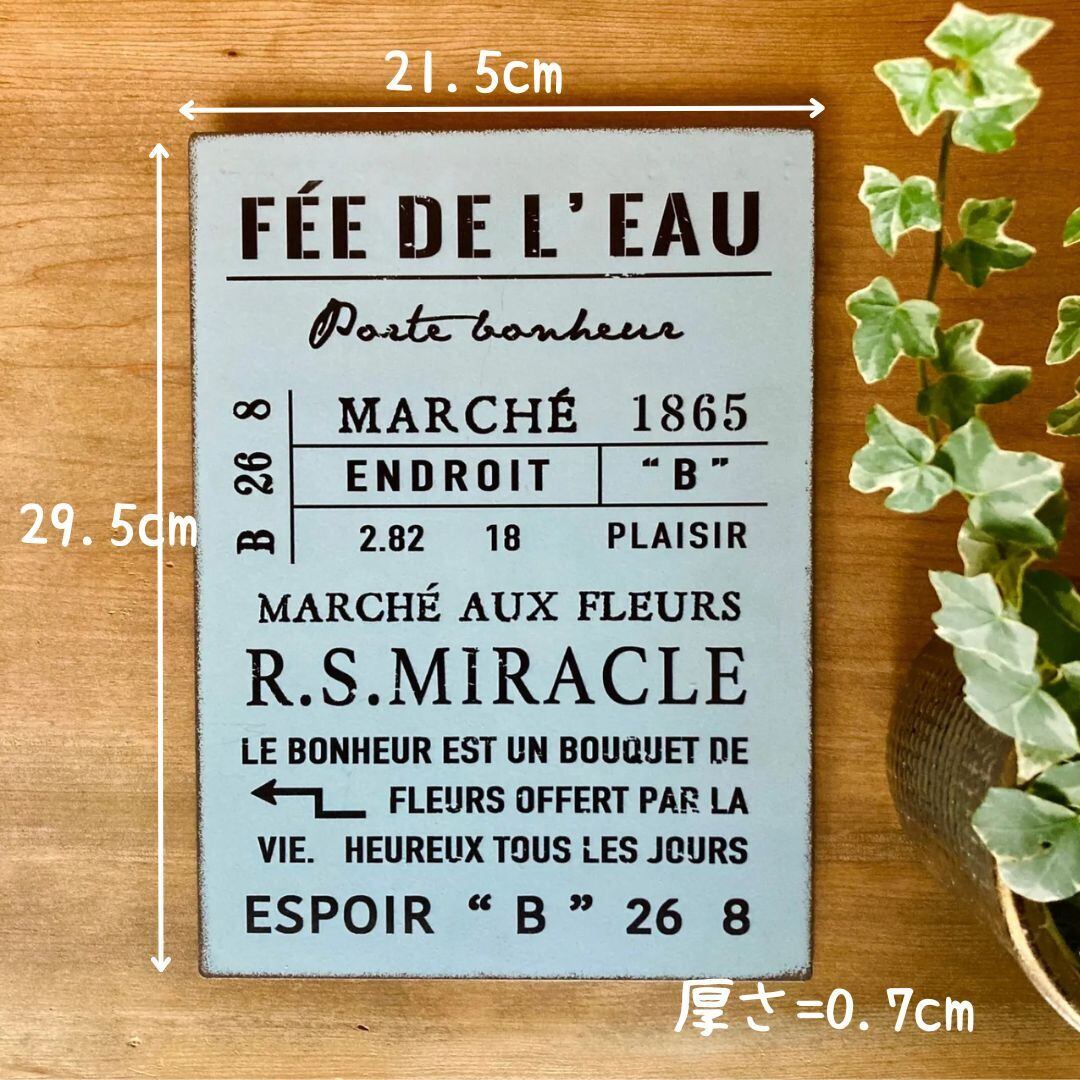 21.5cm
FÉE DE L'EAU
Porte bonheur
B 26 8
MARCHÉ 1865
ENDROIT "B"
2.82 18 PLAISIR
29.5cm
MARCHÉ AUX FLEURS
R.S.MIRACLE
LE BONHEUR EST UN BOUQUET DE
FLEURS OFFERT PAR LA
VIE. HEUREUX TOUS LES JOURS
ESPOIR "B" 26 8
厚さ=0.7cm